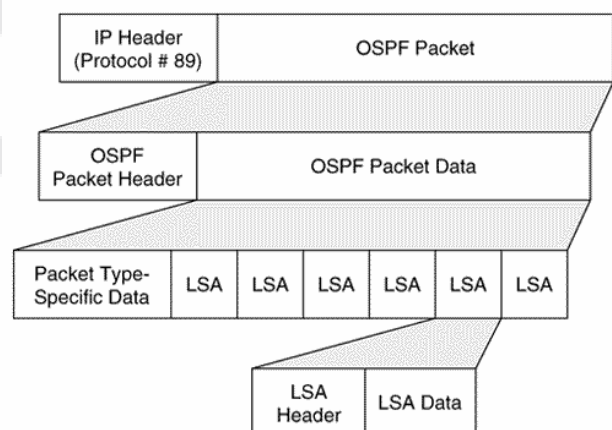 IP Header
(Protocol # 89)
OSPF Packet
OSPF
Packet Header
OSPF Packet Data
Packet Type-
Specific Data
LSA
LSA
LSA
LSA
LSA
LSA
LSA
Header
LSA Data